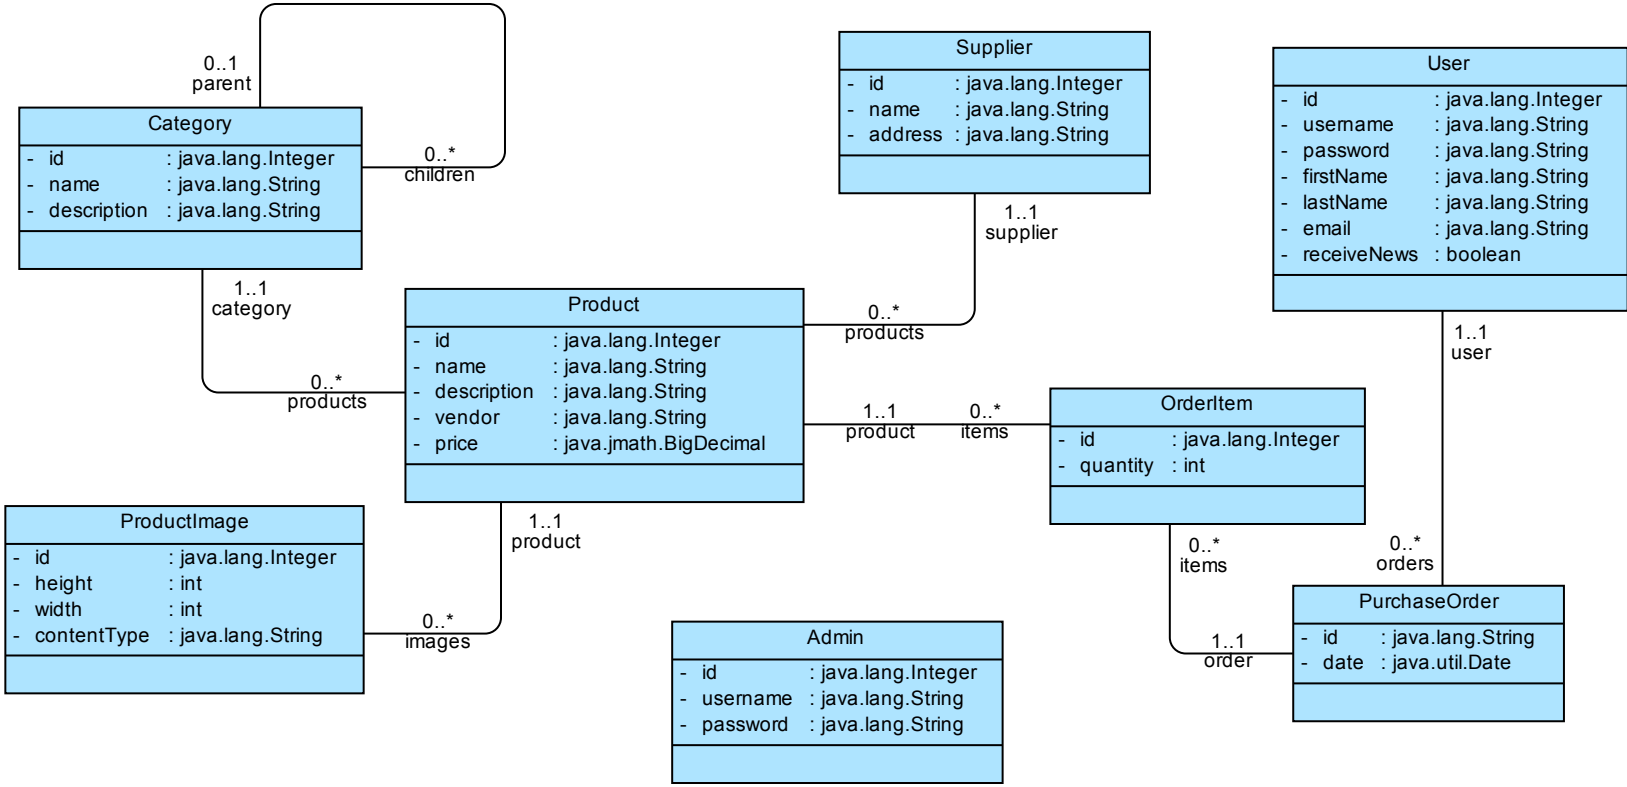 0..1
parent
Category
- id : java.lang.Integer
- name : java.lang.String
- description : java.lang.String
0..*
children
1..1
category
0..*
products
Supplier
- id : java.lang.Integer
- name : java.lang.String
- address : java.lang.String
1..1
supplier
0..*
products
User
- id : java.lang.Integer
- username : java.lang.String
- password : java.lang.String
- firstName : java.lang.String
- lastName : java.lang.String
- email : java.lang.String
- receiveNews : boolean
1..1
user
0..*
orders
Product
- id : java.lang.Integer
- name : java.lang.String
- description : java.lang.String
- vendor : java.lang.String
- price : java.jmath.BigDecimal
1..1
product
0..*
items
OrderItem
- id : java.lang.Integer
- quantity : int
0..*
items
1..1
order
ProductImage
- id : java.lang.Integer
- height : int
- width : int
- contentType : java.lang.String
1..1
product
0..*
images
Admin
- id : java.lang.Integer
- username : java.lang.String
- password : java.lang.String
PurchaseOrder
- id : java.lang.String
- date : java.util.Date